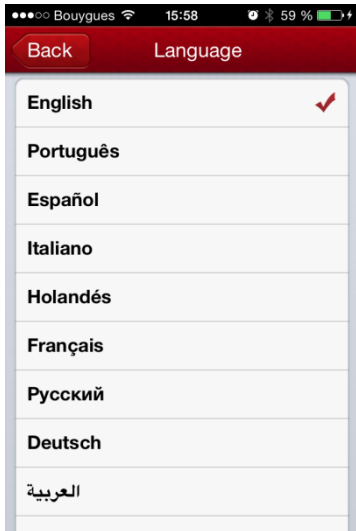 Bouygues 15:58 59 %
Back Language
English
Português
Español
Italiano
Holandés
Français
Русский
Deutsch
العربية